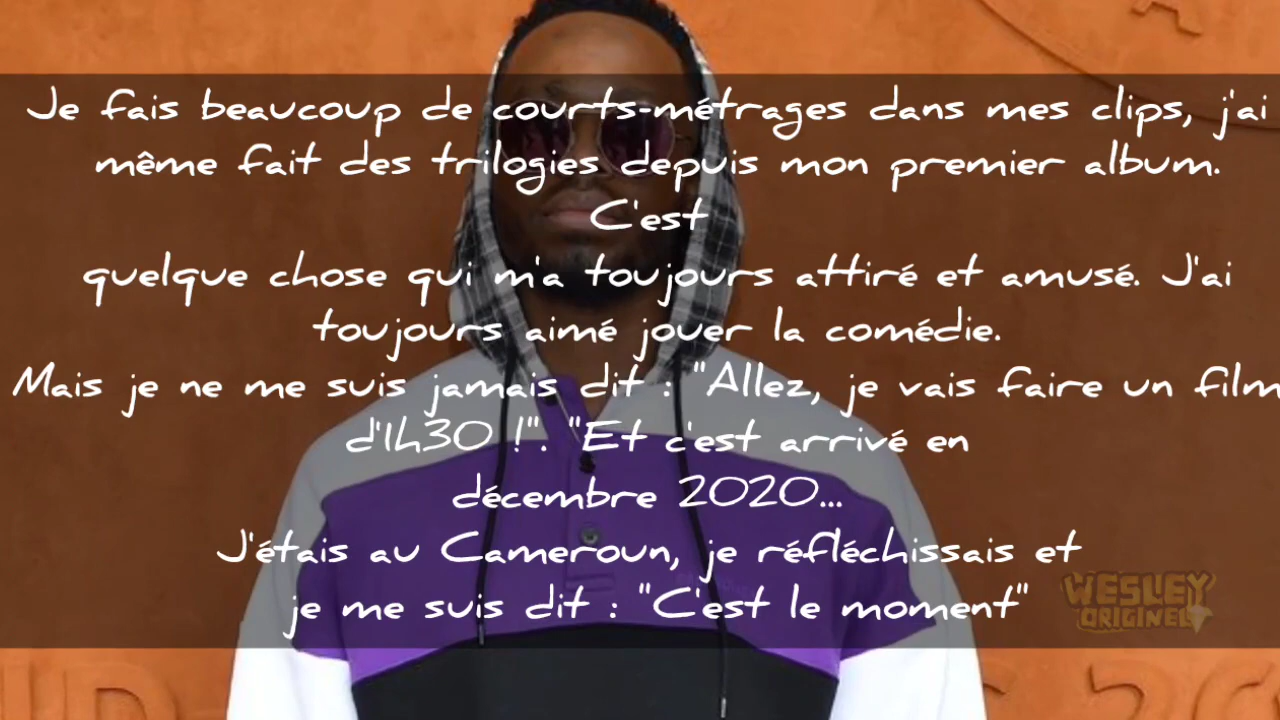 Je fais beaucoup de courts-métrages dans mes clips, j'ai
même fait des trilogies depuis mon premier album.
C'est
quelque chose qui m'a toujours attiré et amusé. J'ai
toujours aimé jouer la comédie.
Mais je ne me suis jamais dit : "Allez, je vais faire un film
d'1h30 !". "Et c'est arrivé en
décembre 2020...
J'étais au Cameroun, je réfléchissais et
je me suis dit : "C'est le moment"
WESLEY
ORIGINEL